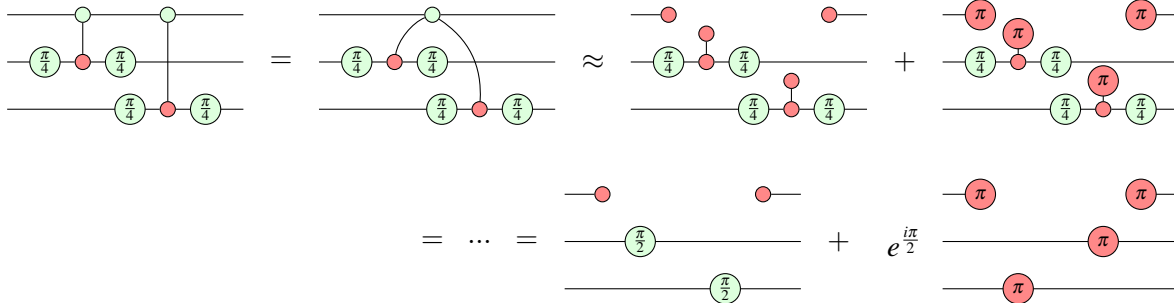 π π
π/4 π/4 = π/4 π/4 ≈ π/4 π/4 + π/4 π π/4
π/4 π/4 π/4 π/4 π/4 π/4 π/4 π π/4
π π
= ... = π/2 + e^{iπ/2} π
π/2 π